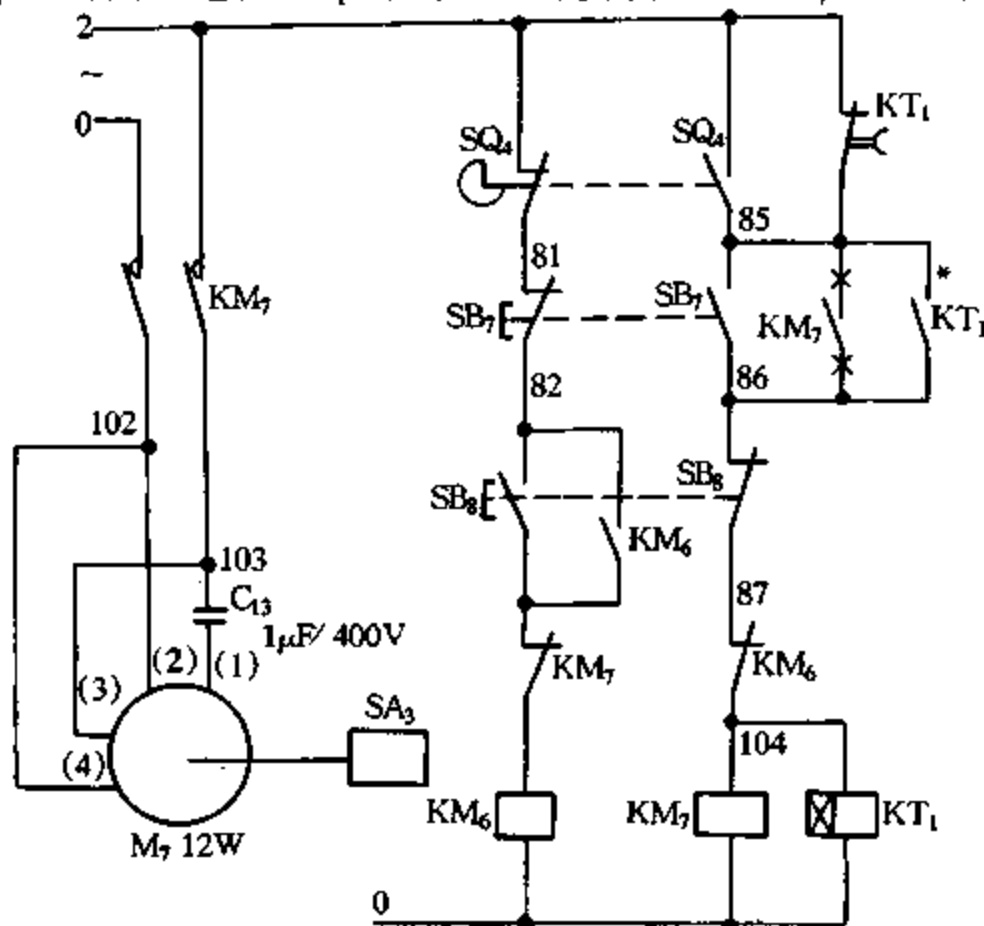 2
~
0
KT₁
SQ₄
SQ₄
85
81
*
KM₇
SB₇
SB₇
KM₇
KT₁
86
82
102
SB₈
SB₈
KM₆
103
C₁₃
1μF/400V
87
(2)
(1)
KM₇
KM₆
(3)
SA₃
104
(4)
KM₆
KM₇
KT₁
M₇ 12W
0